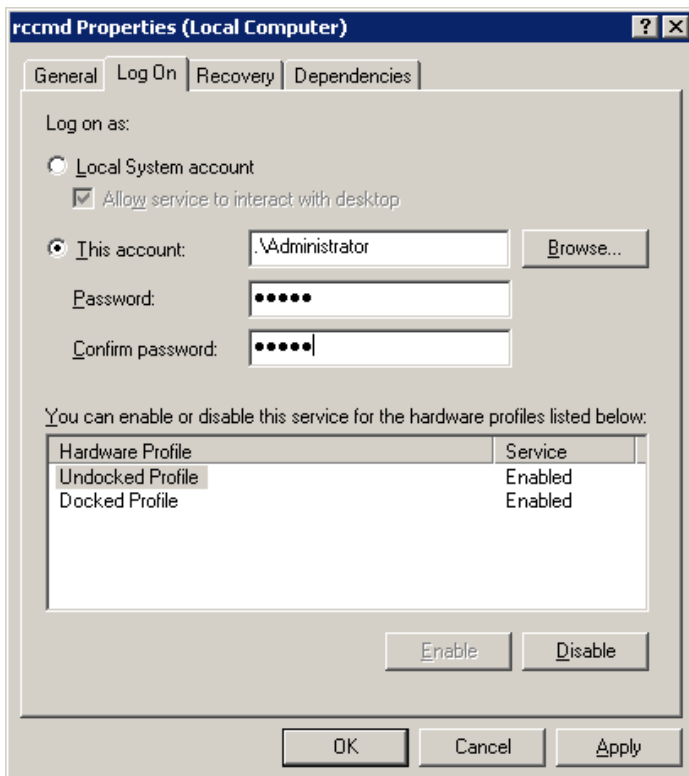 rccmd Properties (Local Computer)
General Log On Recovery Dependencies
Log on as:
Local System account
Allow service to interact with desktop
This account: .\Administrator Browse...
Password: •••••
Confirm password: •••••
You can enable or disable this service for the hardware profiles listed below:
Hardware Profile Service
Undocked Profile Enabled
Docked Profile Enabled
Enable Disable
OK Cancel Apply